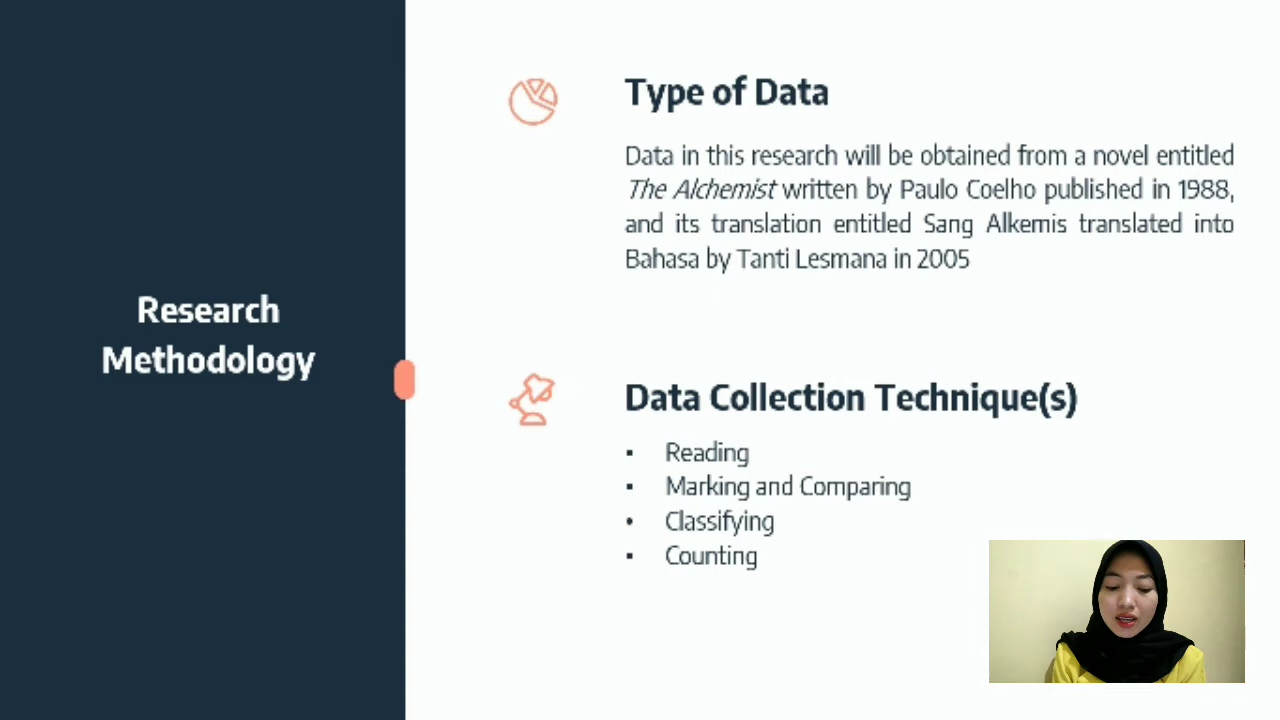 Research
Methodology
Type of Data
Data in this research will be obtained from a novel entitled
The Alchemist written by Paulo Coelho published in 1988,
and its translation entitled Sang Alkemis translated into
Bahasa by Tanti Lesmana in 2005
Data Collection Technique(s)
▪ Reading
▪ Marking and Comparing
• Classifying
▪ Counting